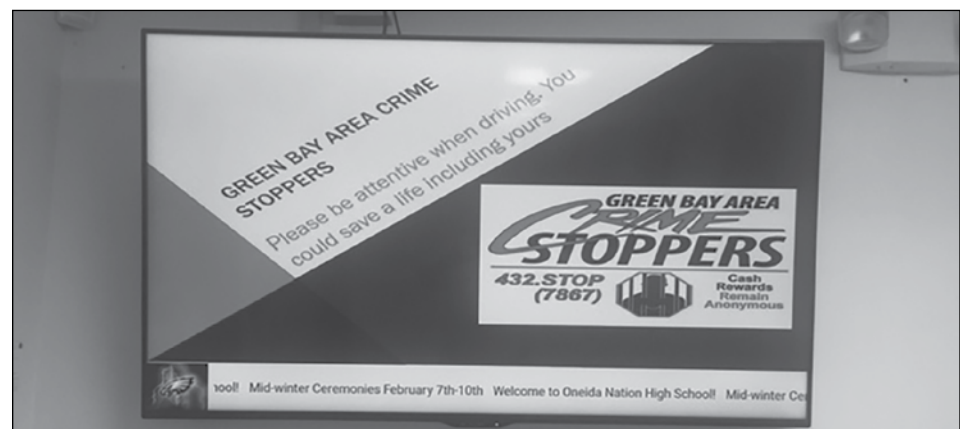 GREEN BAY AREA CRIME
STOPPERS
Please be attentive when driving. You
could save a life including yours
GREEN BAY AREA
CRIME
STOPPERS
432.STOP
(7867)
Cash
Rewards
Remain
Anonymous
Mid-winter Ceremonies February 7th-10th Welcome to Oneida Nation High School! Mid-winter